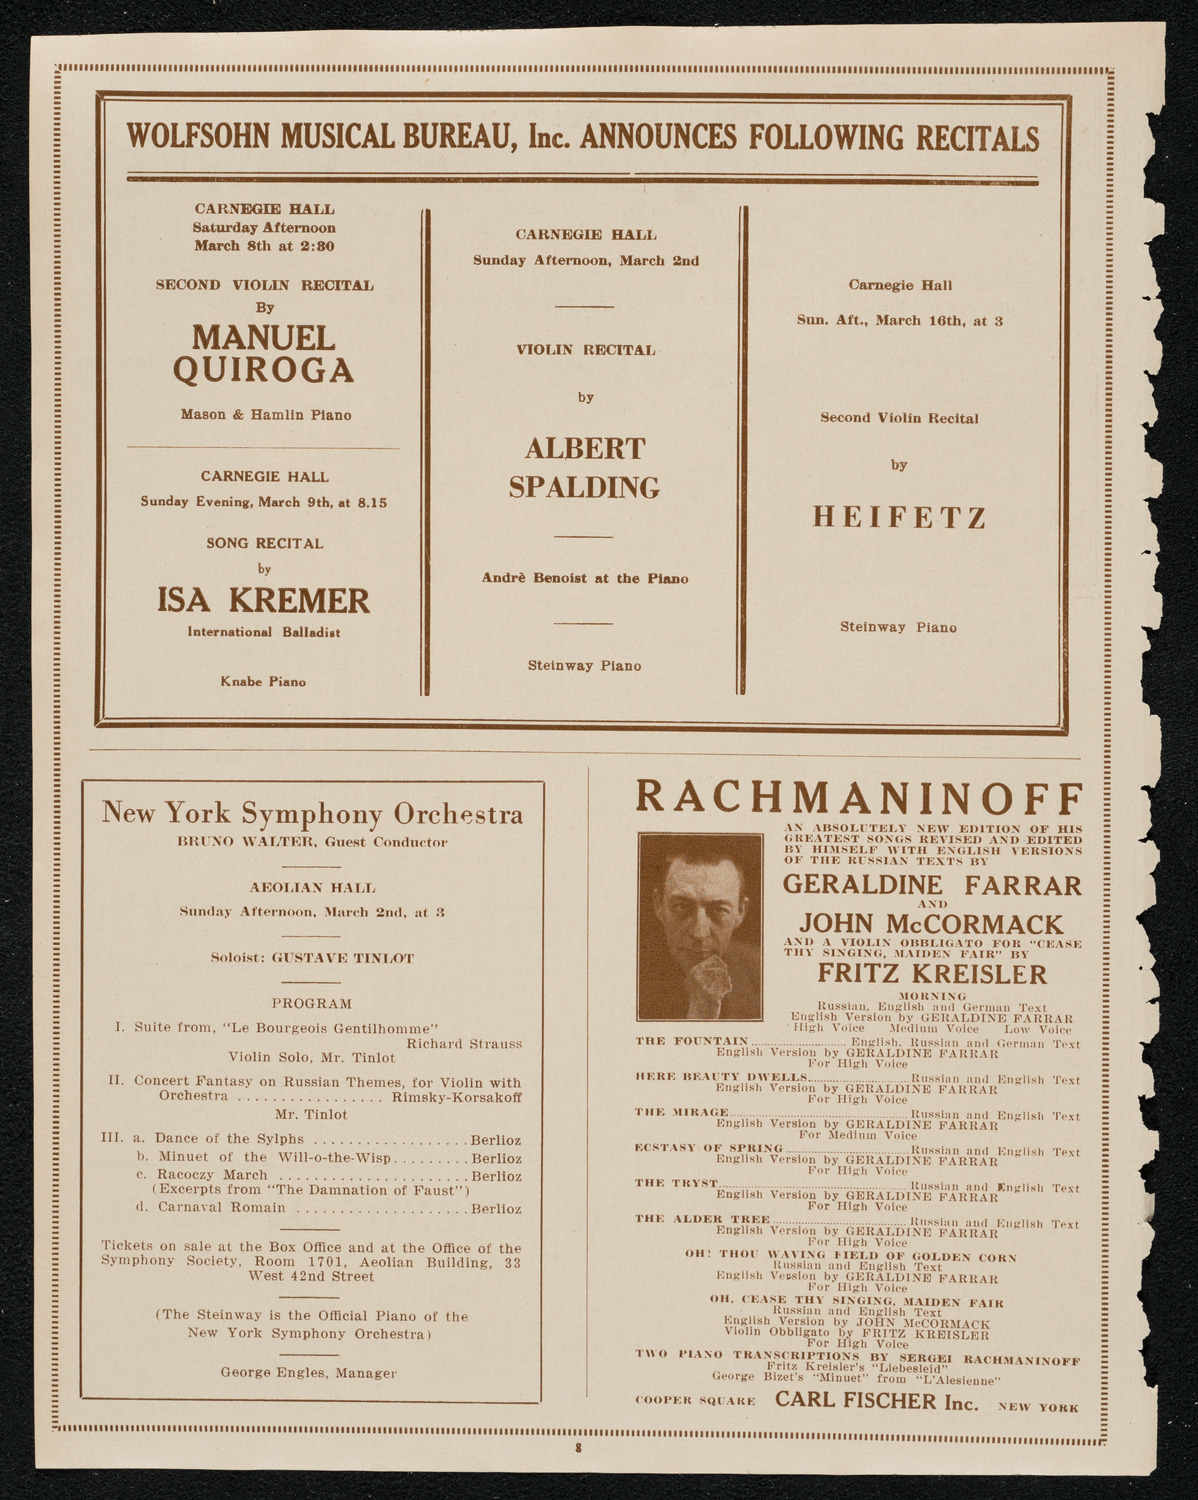 WOLFSOHN MUSICAL BUREAU, Inc. ANNOUNCES FOLLOWING RECITALS
CARNEGIE HALL
Saturday Afternoon
March 8th at 2:30
SECOND VIOLIN RECITAL
By
MANUEL
QUIROGA
Mason & Hamlin Piano
CARNEGIE HALL
Sunday Evening, March 9th, at 8.15
SONG RECITAL
by
ISA KREMER
International Balladist
Knabe Piano
CARNEGIE HALL
Sunday Afternoon, March 2nd
VIOLIN RECITAL
by
ALBERT
SPALDING
Andrè Benoist at the Piano
Steinway Piano
Carnegie Hall
Sun. Aft., March 16th, at 3
Second Violin Recital
by
HEIFETZ
Steinway Piano
New York Symphony Orchestra
BRUNO WALTER, Guest Conductor
AEOLIAN HALL
Sunday Afternoon, March 2nd, at 3
Soloist: GUSTAVE TINLOT
PROGRAM
I. Suite from, "Le Bourgeois Gentilhomme"
Richard Strauss
Violin Solo, Mr. Tinlot
II. Concert Fantasy on Russian Themes, for Violin with
Orchestra ................ Rimsky-Korsakoff
Mr. Tinlot
III. a. Dance of the Sylphs ..................Berlioz
b. Minuet of the Will-o-the-Wisp.........Berlioz
c. Racoczy March ......................Berlioz
(Excerpts from "The Damnation of Faust")
d. Carnaval Romain ....................Berlioz
Tickets on sale at the Box Office and at the Office of the
Symphony Society, Room 1701, Aeolian Building, 33
West 42nd Street
(The Steinway is the Official Piano of the
New York Symphony Orchestra)
George Engles, Manager
RACHMANINOFF
AN ABSOLUTELY NEW EDITION OF HIS
GREATEST SONGS REVISED AND EDITED
BY HIMSELF WITH ENGLISH VERSIONS
OF THE RUSSIAN TEXTS BY
GERALDINE FARRAR
AND
JOHN McCORMACK
AND A VIOLIN OBBLIGATO FOR "CEASE
THY SINGING, MAIDEN FAIR" BY
FRITZ KREISLER
MORNING
Russian, English and German Text
English Version by GERALDINE FARRAR
High Voice Medium Voice Low Voice
THE FOUNTAIN........................English, Russian and German Text
English Version by GERALDINE FARRAR
For High Voice
HERE BEAUTY DWELLS........................Russian and English Text
English Version by GERALDINE FARRAR
For High Voice
THE MIRAGE........................Russian and English Text
English Version by GERALDINE FARRAR
For Medium Voice
ECSTASY OF SPRING........................Russian and English Text
English Version by GERALDINE FARRAR
For High Voice
THE TRYST........................Russian and English Text
English Version by GERALDINE FARRAR
For High Voice
THE ALDER TREE........................Russian and English Text
English Version by GERALDINE FARRAR
For High Voice
OH! THOU WAVING FIELD OF GOLDEN CORN
Russian and English Text
English Version by GERALDINE FARRAR
For High Voice
OH, CEASE THY SINGING, MAIDEN FAIR
Russian and English Text
English Version by JOHN McCORMACK
Violin Obbligato by FRITZ KREISLER
For High Voice
TWO PIANO TRANSCRIPTIONS BY SERGEI RACHMANINOFF
Fritz Kreisler's "Liebesleid"
George Bizet's "Minuet" from "L'Alesienne"
COOPER SQUARE CARL FISCHER Inc. NEW YORK
8